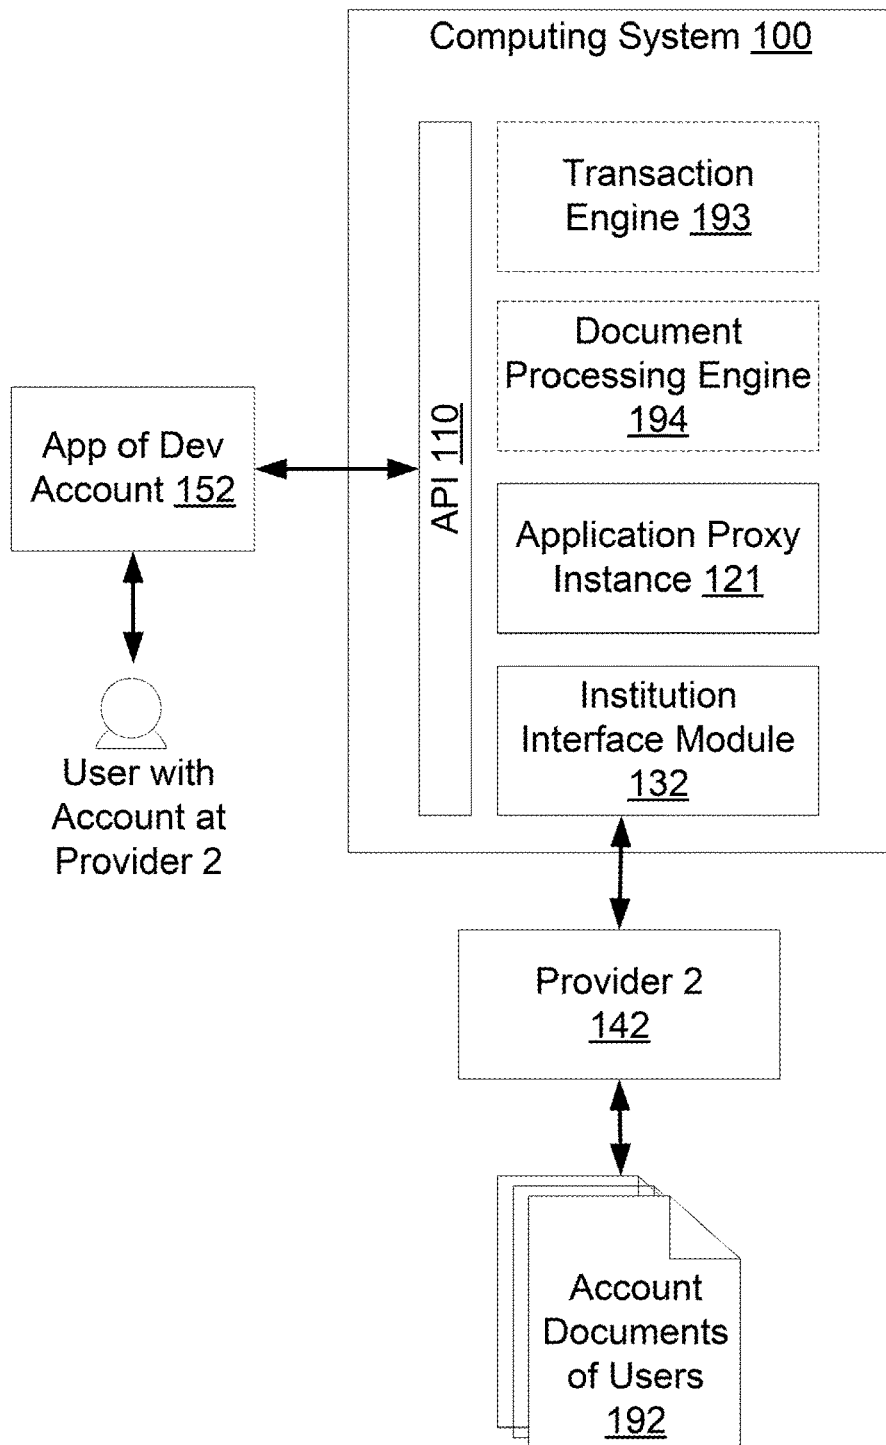 Computing System 100
Transaction
Engine 193
Document
Processing Engine
194
API 110
App of Dev
Account 152
Application Proxy
Instance 121
Institution
Interface Module
132
User with
Account at
Provider 2
Provider 2
142
Account
Documents
of Users
192